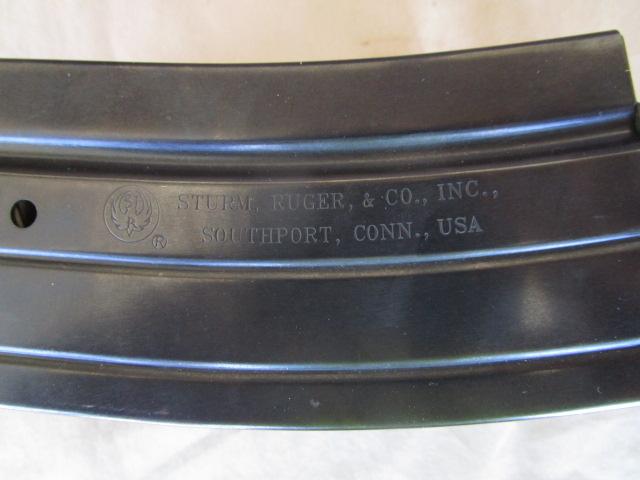 STURM, RUGER, & CO., INC.,
SOUTHPORT, CONN., USA
®